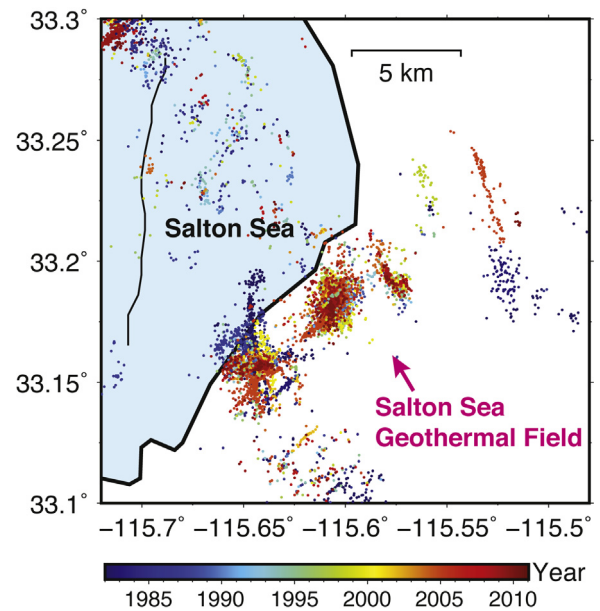 33.3°
5 km
33.25°
Salton Sea
33.2°
33.15°
Salton Sea
Geothermal Field
33.1°
−115.7° −115.65° −115.6° −115.55° −115.5°
Year
1985 1990 1995 2000 2005 2010